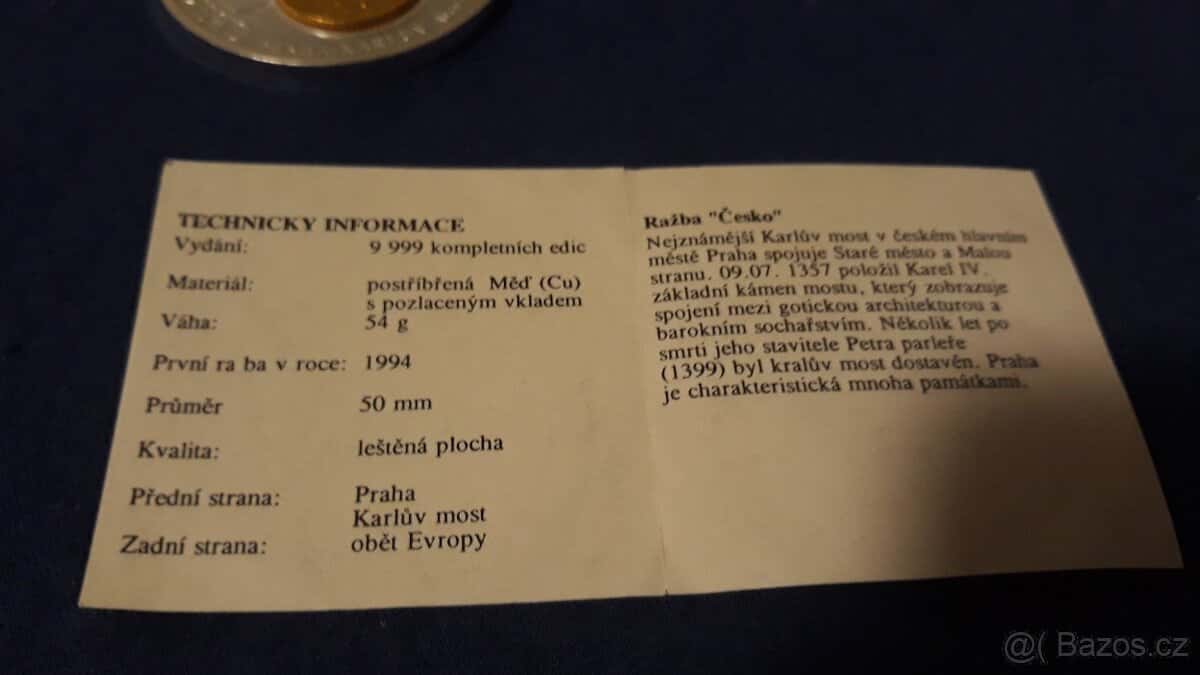 TECHNICKY INFORMACE
Vydání: 9 999 kompletních edic
Materiál: postříbřená Měď (Cu)
s pozlaceným vkladem
Váha: 54 g
První ra ba v roce: 1994
Průměr 50 mm
Kvalita: leštěná plocha
Přední strana: Praha
Karlův most
Zadní strana: obět Evropy
Ražba "Česko"
Nejznámější Karlův most v českém hlavním
městě Praha spojuje Staré město a Malou
stranu. 09.07. 1357 položil Karel IV.
základní kámen mostu, který zobrazuje
spojení mezi gotickou architekturou a
barokním sochařstvím. Několik let po
smrti jeho stavitele Petra parleře
(1399) byl kralův most dostavén. Praha
je charakteristická mnoha památkami.
@( Bazos.cz